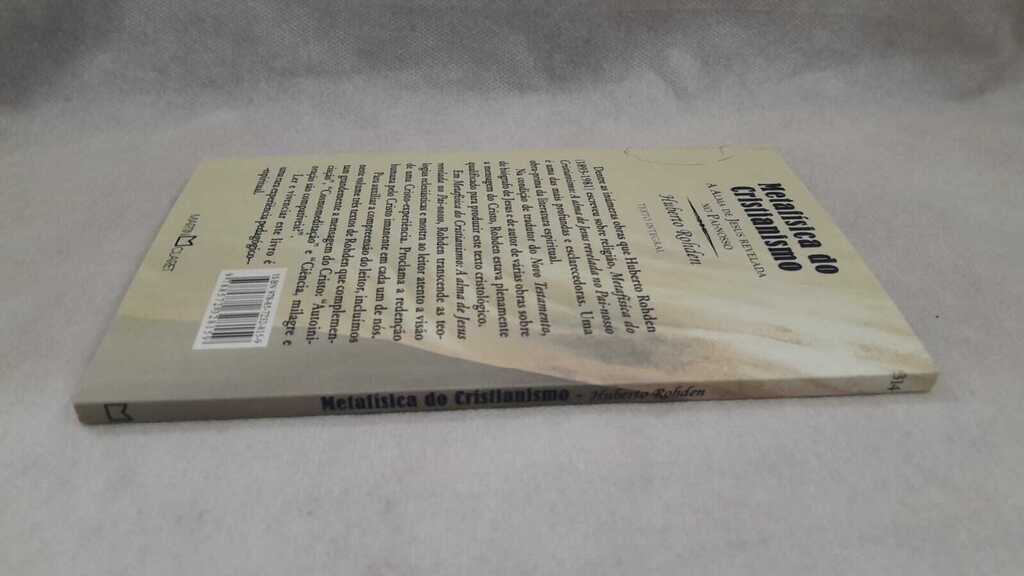 Metafísica do
Cristianismo
A ALMA DE JESUS REVELADA
NO PAI-NOSSO
Huberto Rohden
TEXTO INTEGRAL
Dentre as inúmeras obras que Huberto Rohden
(1893-1981) escreveu sobre religião, Metafísica do
Cristianismo: A alma de Jesus revelada no Pai-nosso
é uma das mais profundas e esclarecedoras. Uma
obra-prima da literatura espiritual.
Na condição de tradutor do Novo Testamento,
de biógrafo de Jesus e de autor de várias obras sobre
a mensagem do Cristo, Rohden estava plenamente
qualificado para produzir este texto cristológico.
Em Metafísica do Cristianismo: A alma de Jesus
revelada no Pai-nosso, Rohden transcende as teo-
logias eclesiásticas e mostra ao leitor atento a visão
de uma Cristo-experiência. Proclama a redenção
humana pelo Cristo imanente em cada um de nós.
Para auxiliar a compreensão do leitor, incluímos
neste volume três textos de Rohden que complemen-
tam grandemente a mensagem do Cristo: "Autoini-
ciação", "Cosmomeditação" e "Ciência, milagre e
oração são compatíveis?".
Ler e vivenciar este livro é
uma rara experiência pedagógico-
espiritual.
MARTIN CLARET
Metafísica do Cristianismo - Huberto Rohden
314